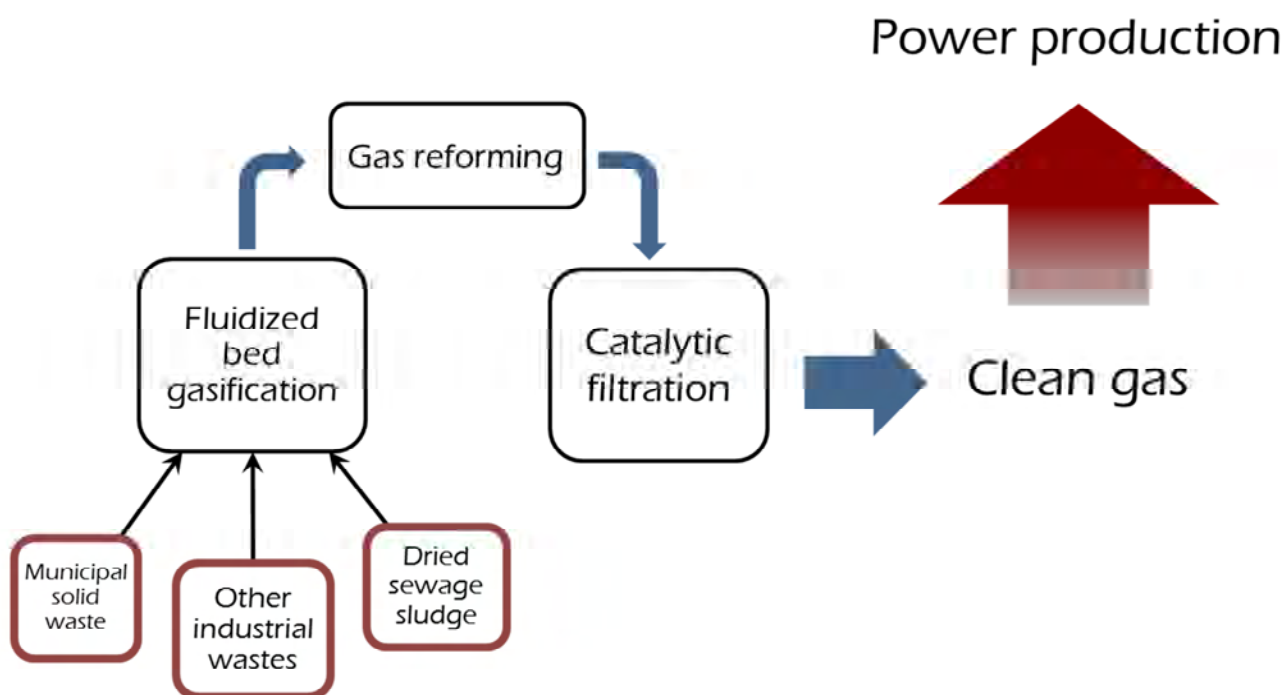 Power production
Gas reforming
Fluidized
bed
gasification
Catalytic
filtration
Clean gas
Municipal
solid
waste
Other
industrial
wastes
Dried
sewage
sludge